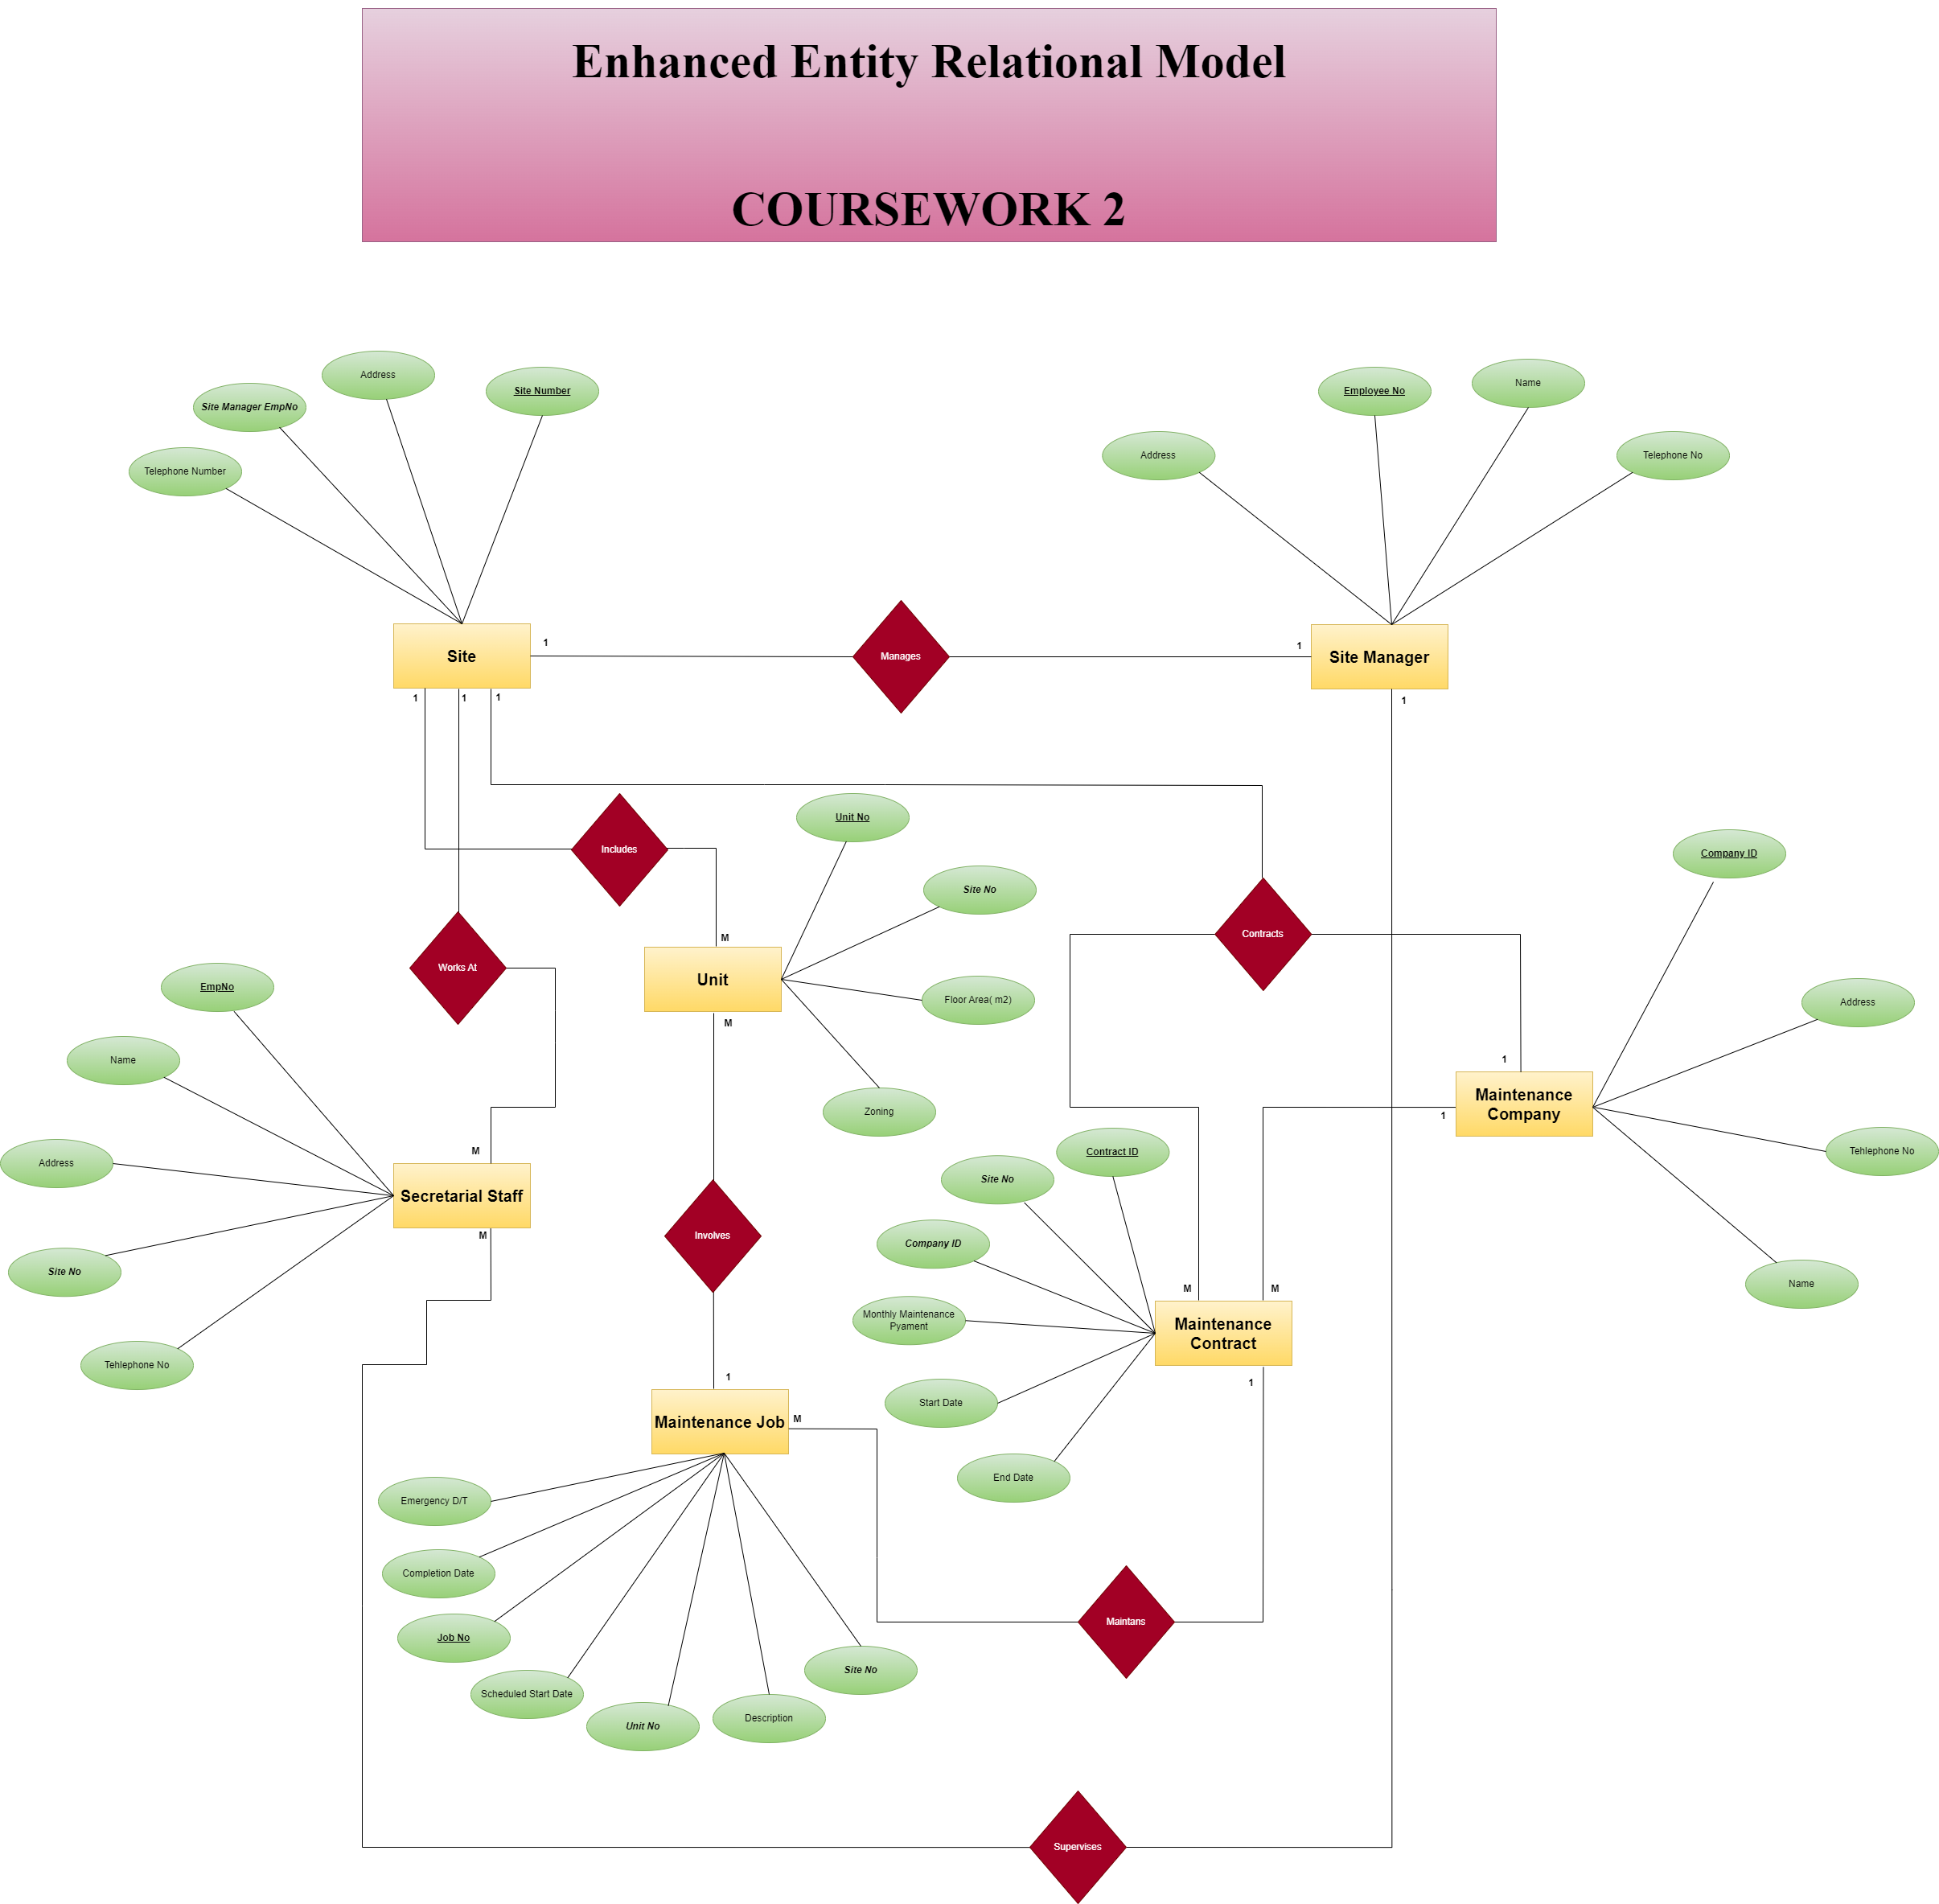 Enhanced Entity Relational Model
COURSEWORK 2
Address
Site Number
Site Manager EmpNo
Telephone Number
Employee No
Name
Address
Telephone No
Site
1
Manages
1
Site Manager
1
1
1
1
Unit No
Includes
Company ID
Site No
M
Contracts
Works At
Unit
EmpNo
Floor Area( m2)
Address
M
Name
1
Maintenance
Company
Zoning
1
M
Contract ID
Tehlephone No
Address
Site No
Secretarial Staff
M
Involves
Company ID
Site No
M
M
Name
Monthly Maintenance
Pyament
Maintenance
Contract
Tehlephone No
1
1
Start Date
Maintenance Job
M
End Date
Emergency D/T
Completion Date
Job No
Maintans
Site No
Scheduled Start Date
Unit No
Description
Supervises